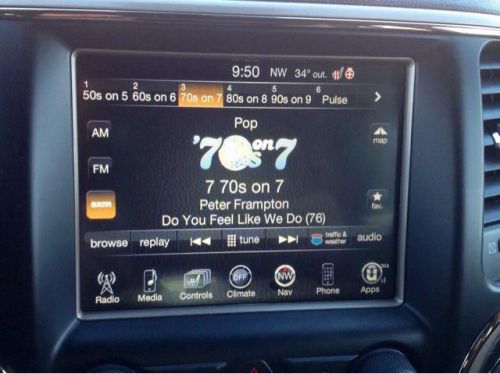 9:50 NW 34° out.
1 2 3 4 5 6
50s on 5 60s on 6 70s on 7 80s on 8 90s on 9 Pulse
Pop
AM
'70s on 7
map
FM
7 70s on 7
Peter Frampton
sxm
fav.
Do You Feel Like We Do (76)
browse replay tune traffic & weather audio
OFF NW 3G
Radio Media Controls Climate Nav Phone Apps